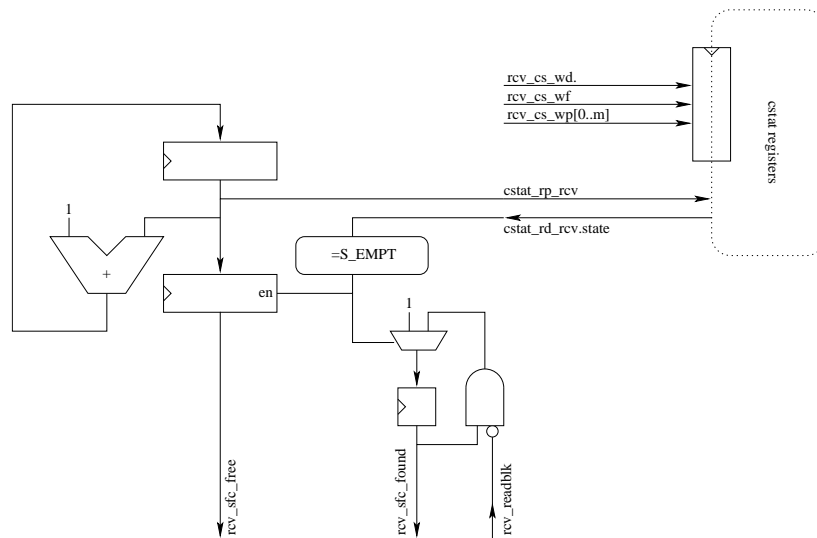 rcv_cs_wd.
rcv_cs_wf
rcv_cs_wp[0..m]
cstat registers
cstat_rp_rcv
1
cstat_rd_rcv.state
+
=S_EMPT
en
1
rcv_sfc_free
rcv_sfc_found
rcv_readblk